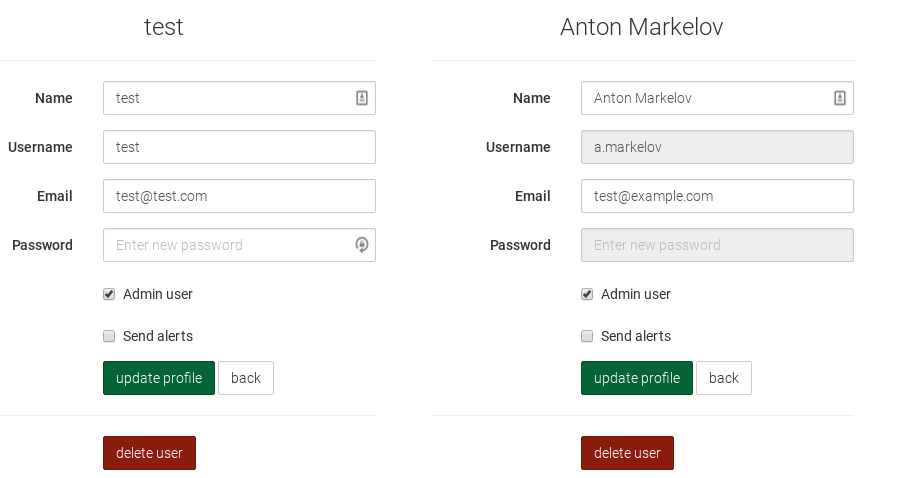 test
Name test
Username test
Email test@test.com
Password Enter new password
Admin user
Send alerts
update profile back
delete user
Anton Markelov
Name Anton Markelov
Username a.markelov
Email test@example.com
Password Enter new password
Admin user
Send alerts
update profile back
delete user